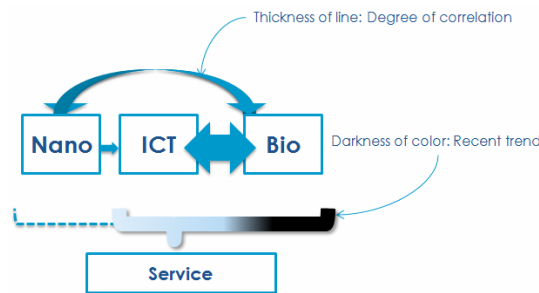 Thickness of line: Degree of correlation
Nano
ICT
Bio
Darkness of color: Recent trend
Service